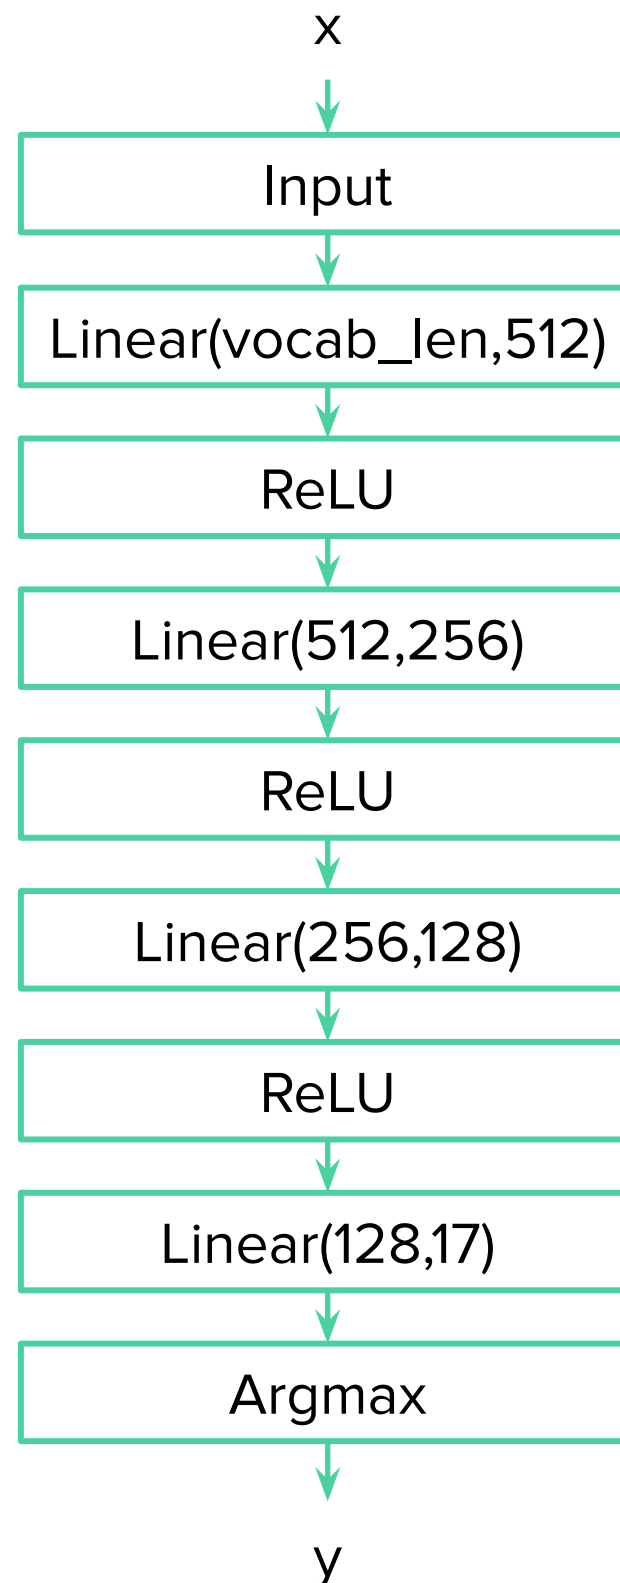 x
Input
Linear(vocab_len,512)
ReLU
Linear(512,256)
ReLU
Linear(256,128)
ReLU
Linear(128,17)
Argmax
y